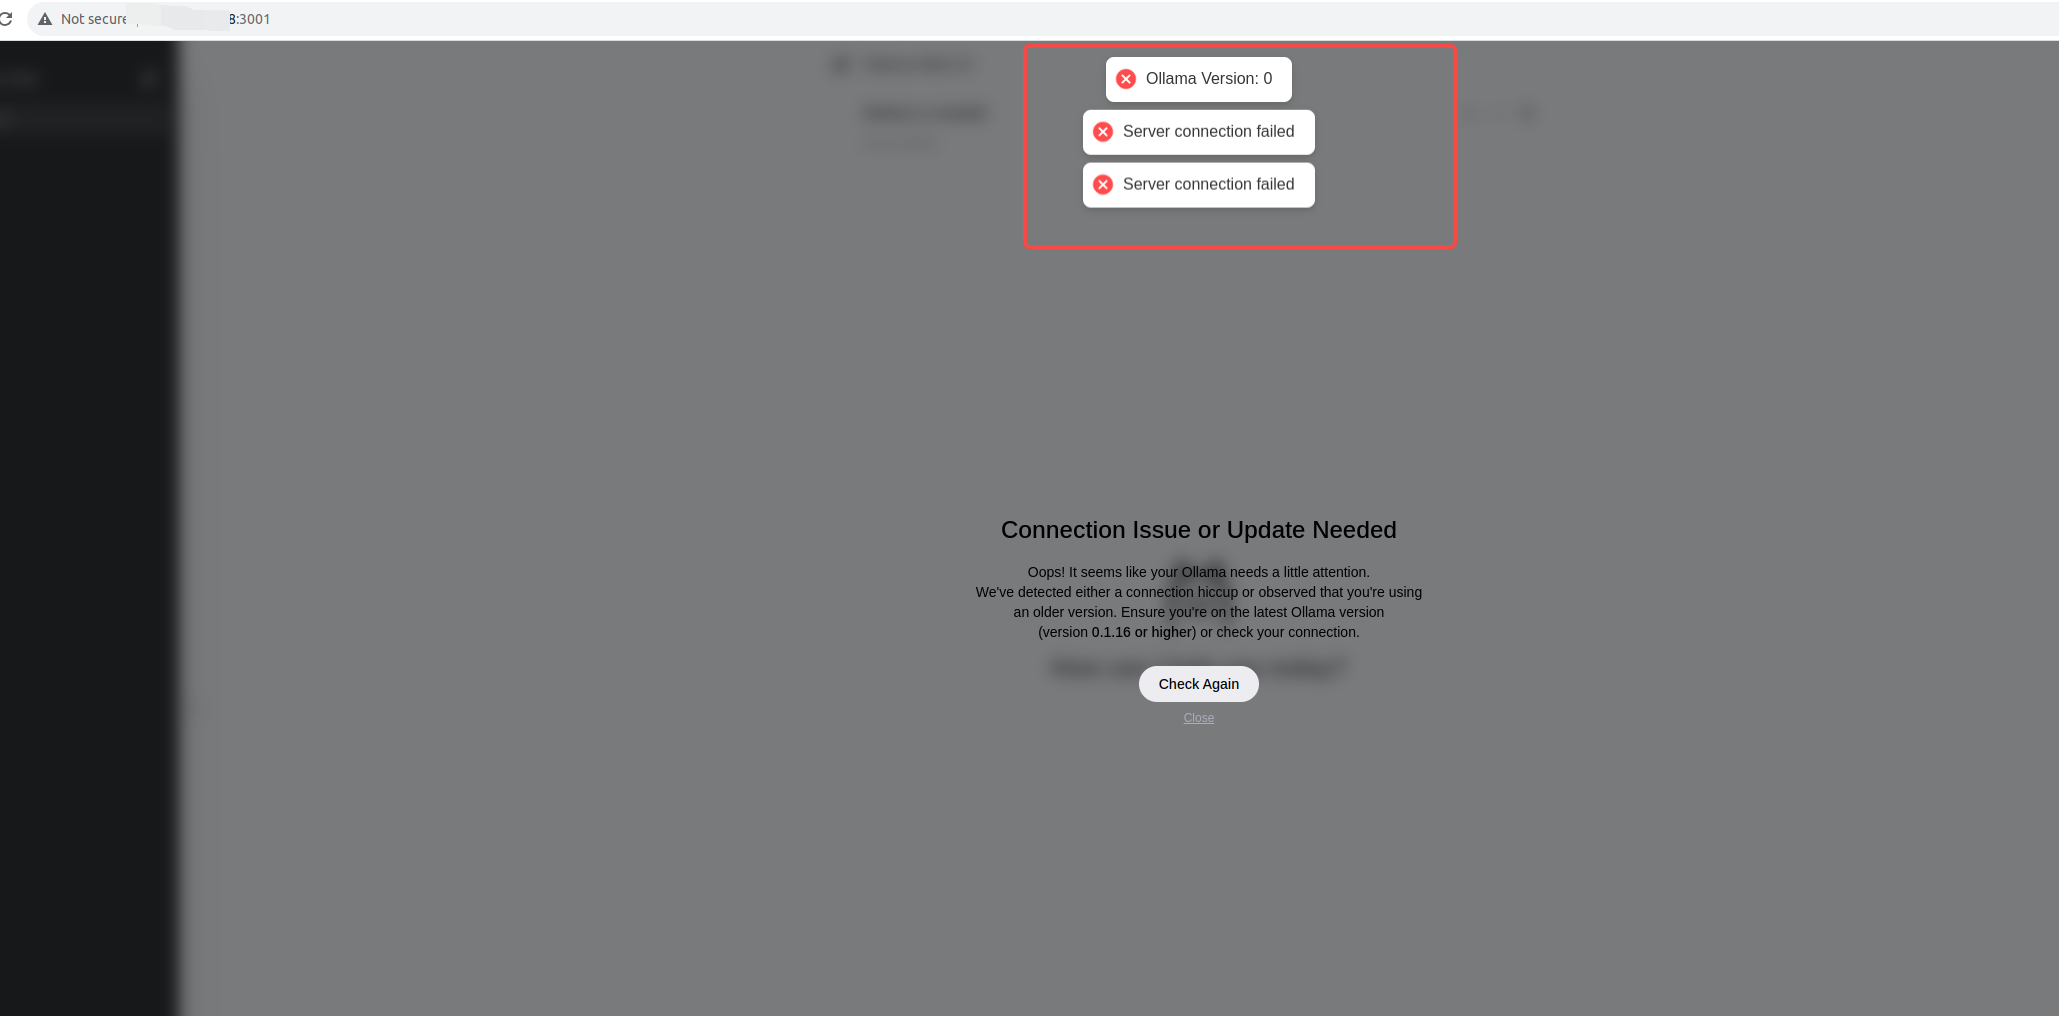 Not secure
8:3001
Ollama Version: 0
Server connection failed
Server connection failed
Connection Issue or Update Needed
Oops! It seems like your Ollama needs a little attention.
We've detected either a connection hiccup or observed that you're using
an older version. Ensure you're on the latest Ollama version
(version 0.1.16 or higher) or check your connection.
Check Again
Close